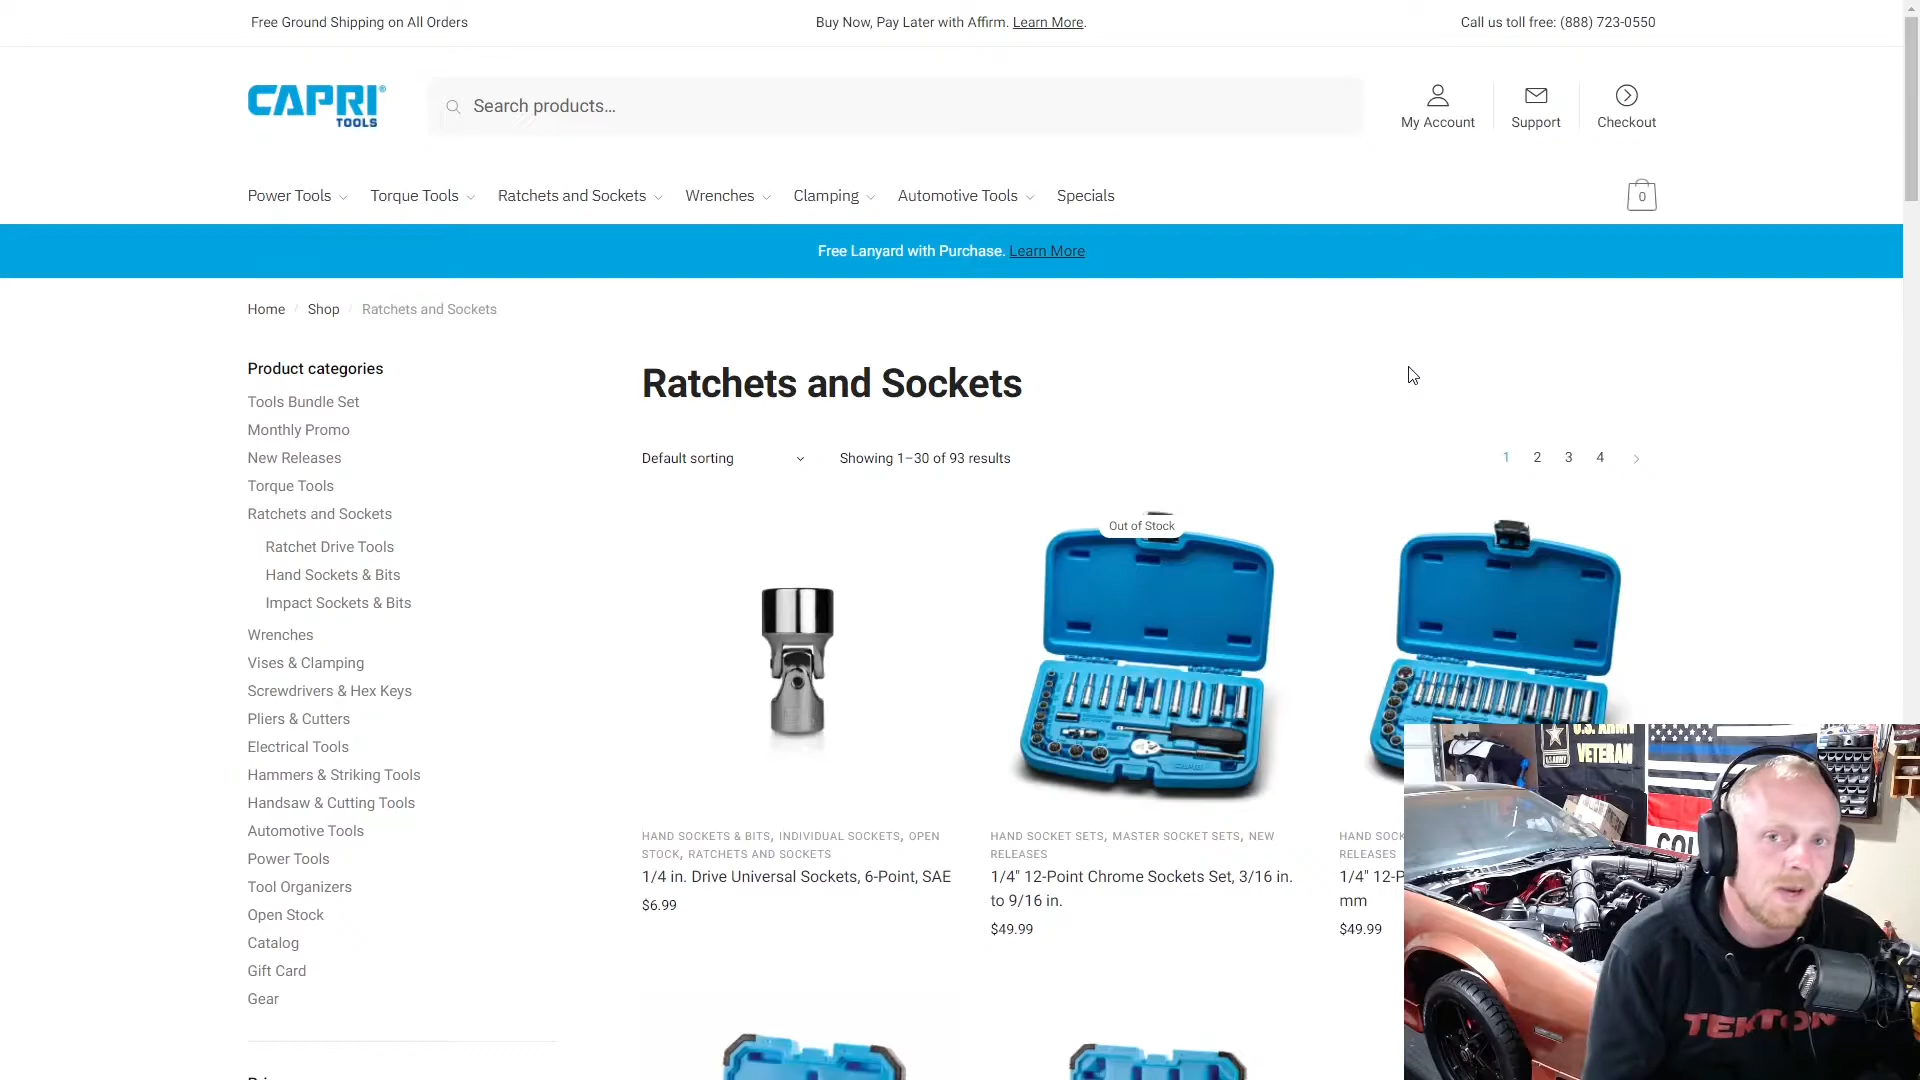 Free Ground Shipping on All Orders
Buy Now, Pay Later with Affirm. Learn More.
Call us toll free: (888) 723-0550
CAPRI®
TOOLS
Search products...
My Account
Support
Checkout
Power Tools
Torque Tools
Ratchets and Sockets
Wrenches
Clamping
Automotive Tools
Specials
0
Free Lanyard with Purchase. Learn More
Home / Shop / Ratchets and Sockets
Product categories
Tools Bundle Set
Monthly Promo
New Releases
Torque Tools
Ratchets and Sockets
Ratchet Drive Tools
Hand Sockets & Bits
Impact Sockets & Bits
Wrenches
Vises & Clamping
Screwdrivers & Hex Keys
Pliers & Cutters
Electrical Tools
Hammers & Striking Tools
Handsaw & Cutting Tools
Automotive Tools
Power Tools
Tool Organizers
Open Stock
Catalog
Gift Card
Gear
Ratchets and Sockets
Default sorting
Showing 1–30 of 93 results
1 2 3 4
HAND SOCKETS & BITS, INDIVIDUAL SOCKETS, OPEN
STOCK, RATCHETS AND SOCKETS
1/4 in. Drive Universal Sockets, 6-Point, SAE
$6.99
Out of Stock
HAND SOCKET SETS, MASTER SOCKET SETS, NEW
RELEASES
1/4" 12-Point Chrome Sockets Set, 3/16 in.
to 9/16 in.
$49.99
HAND SOCK
RELEASES
1/4" 12-P
mm
$49.99
U.S. ARMY
VETERAN
U.S.ARMY
COL
TEKTON